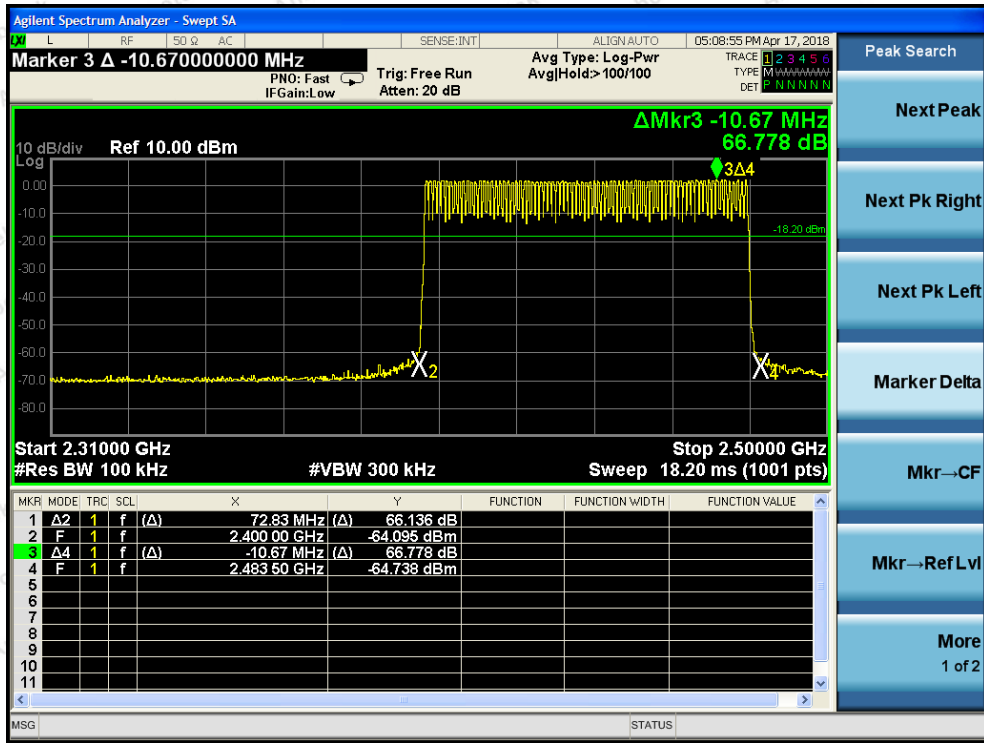 Agilent Spectrum Analyzer - Swept SA
LXI L RF 50 Ω AC SENSE:INT ALIGN AUTO 05:08:55 PM Apr 17, 2018
Marker 3 Δ -10.670000000 MHz
PNO: Fast
IFGain:Low
Trig: Free Run
Atten: 20 dB
Avg Type: Log-Pwr
Avg|Hold:> 100/100
TRACE 1 2 3 4 5 6
TYPE M
DET P N N N N N
ΔMkr3 -10.67 MHz
66.778 dB
10 dB/div Ref 10.00 dBm
Log
3Δ4
0.00
-10.0
-18.20 dBm
-20.0
-30.0
-40.0
-50.0
-60.0
2
4
-70.0
-80.0
Start 2.31000 GHz Stop 2.50000 GHz
#Res BW 100 kHz #VBW 300 kHz Sweep 18.20 ms (1001 pts)
MKR MODE TRC SCL X Y FUNCTION FUNCTION WIDTH FUNCTION VALUE
1 Δ2 1 f (Δ) 72.83 MHz (Δ) 66.136 dB
2 F 1 f 2.400 00 GHz -64.095 dBm
3 Δ4 1 f (Δ) -10.67 MHz (Δ) 66.778 dB
4 F 1 f 2.483 50 GHz -64.738 dBm
5
6
7
8
9
10
11
MSG STATUS
Peak Search
Next Peak
Next Pk Right
Next Pk Left
Marker Delta
Mkr→CF
Mkr→Ref Lvl
More
1 of 2